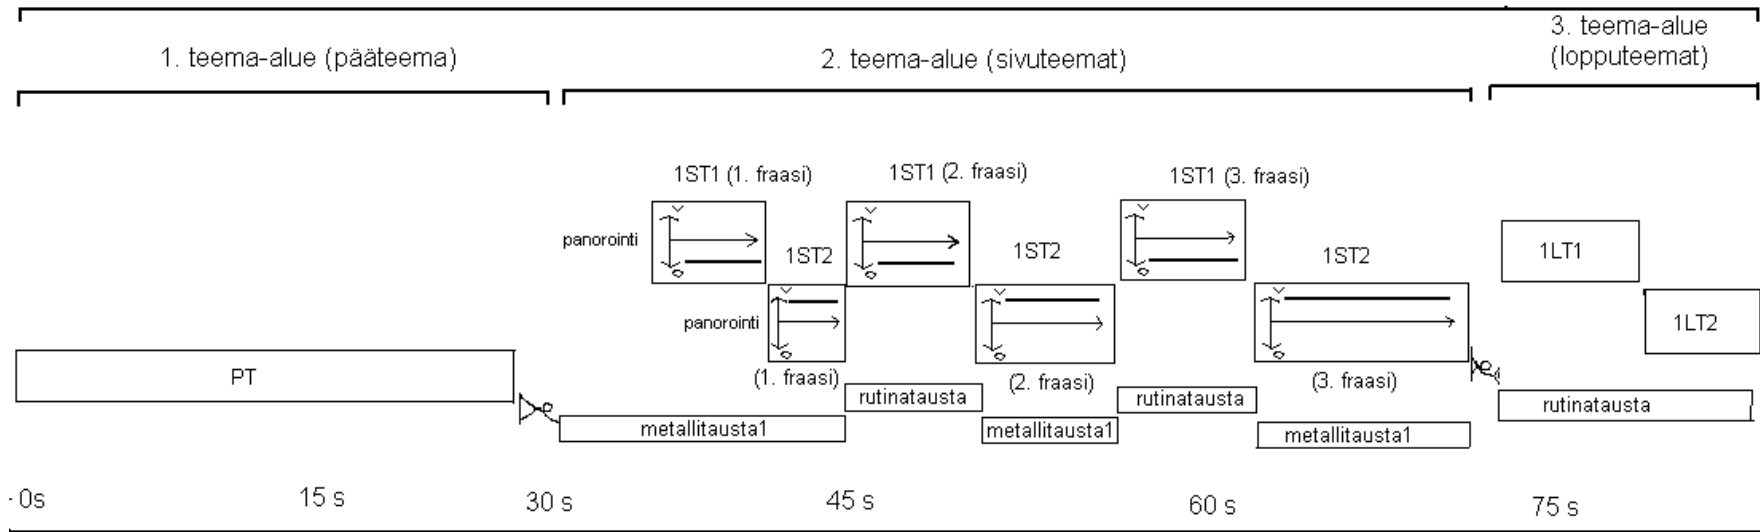 1. teema-alue (pääteema)
2. teema-alue (sivuteemat)
3. teema-alue
(lopputeemat)
1ST1 (1. fraasi)
1ST1 (2. fraasi)
1ST1 (3. fraasi)
panorointi
1ST2
1ST2
1ST2
1LT1
panorointi
1LT2
PT
(1. fraasi)
(2. fraasi)
(3. fraasi)
rutinatausta
rutinatausta
rutinatausta
metallitausta1
metallitausta1
metallitausta1
0s
15 s
30 s
45 s
60 s
75 s